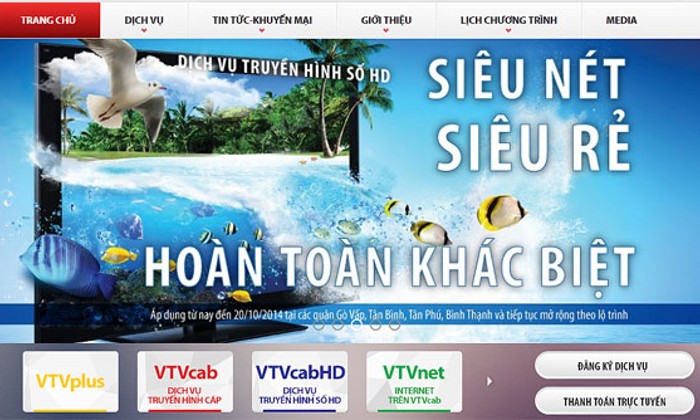 TRANG CHỦ
DỊCH VỤ
TIN TỨC-KHUYẾN MẠI
GIỚI THIỆU
LỊCH CHƯƠNG TRÌNH
MEDIA
DỊCH VỤ TRUYỀN HÌNH SỐ HD
SIÊU NÉT
SIÊU RẺ
HOÀN TOÀN KHÁC BIỆT
Áp dụng từ nay đến 20/10/2014 tại các quận Gò Vấp, Tân Bình, Tân Phú, Bình Thạnh và tiếp tục mở rộng theo lộ trình
VTVplus
VTVcab
DỊCH VỤ
TRUYỀN HÌNH CÁP
VTVcabHD
DỊCH VỤ
TRUYỀN HÌNH SỐ HD
VTVnet
INTERNET
TRÊN VTVcab
ĐĂNG KÝ DỊCH VỤ
THANH TOÁN TRỰC TUYẾN